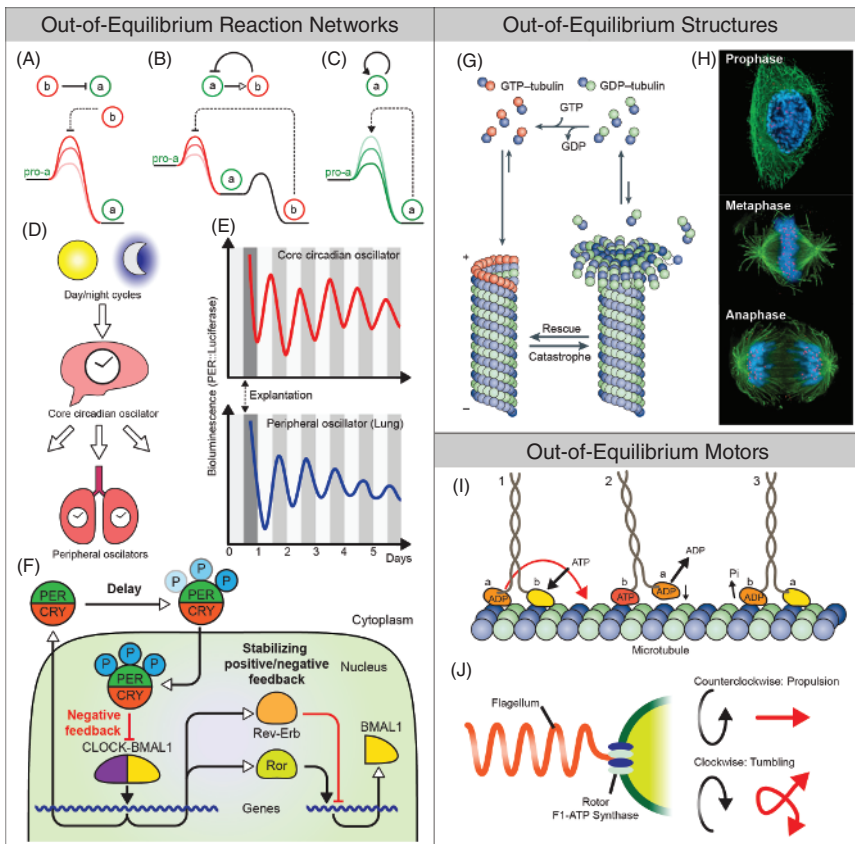 Out-of-Equilibrium Reaction Networks
(A)
b
a
b
pro-a
a
(B)
a
b
pro-a
a
b
(C)
a
pro-a
a
(D)
Day/night cycles
Core circadian oscilator
Peripheral oscilators
(E)
Bioluminescence (PER::Luciferase)
Core circadian oscillator
Explantation
Peripheral oscillator (Lung)
0 1 2 3 4 5 Days
(F)
PER
CRY
Delay
P P P
PER
CRY
Cytoplasm
Nucleus
P P P
PER
CRY
Stabilizing
positive/negative
feedback
Negative
feedback
CLOCK-BMAL1
Rev-Erb
Ror
BMAL1
Genes
Out-of-Equilibrium Structures
(G)
GTP–tubulin
GDP–tubulin
GTP
GDP
+
Rescue
Catastrophe
–
(H)
Prophase
Metaphase
Anaphase
Out-of-Equilibrium Motors
(I)
1
a
ADP
b
ATP
2
b
ATP
a
ADP
ADP
3
Pi
b
ADP
a
Microtubule
(J)
Flagellum
Rotor
F1-ATP Synthase
Counterclockwise: Propulsion
Clockwise: Tumbling